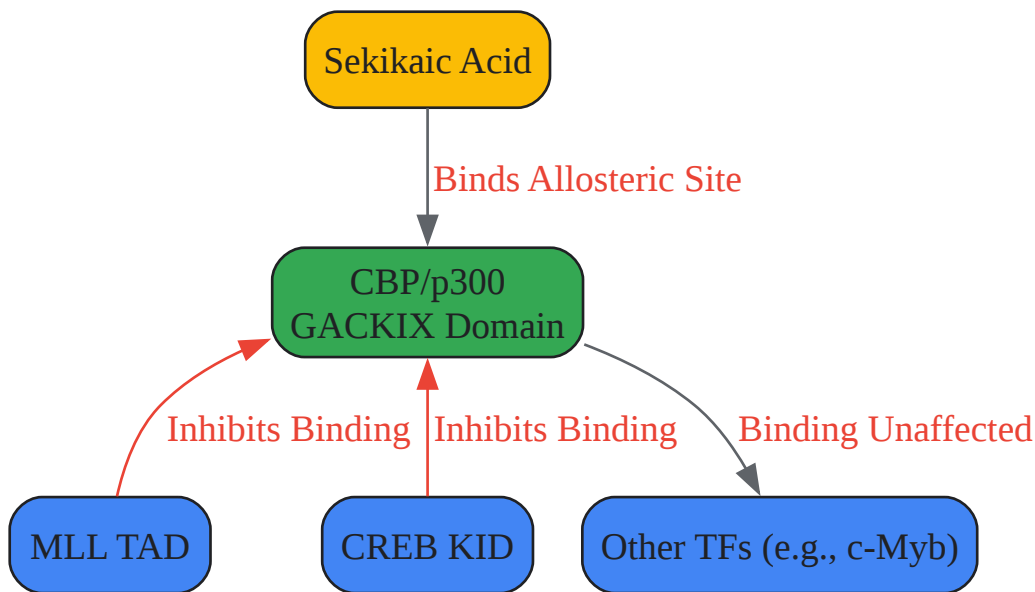 Sekikaic Acid
Binds Allosteric Site
CBP/p300
GACKIX Domain
Inhibits Binding
Inhibits Binding
Binding Unaffected
MLL TAD
CREB KID
Other TFs (e.g., c-Myb)